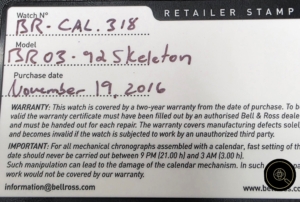 RETAILER STAMP
Watch N°
BR-CAL.318
Model
BR03-92 Skeleton
Purchase date
November 19, 2016
WARRANTY: This watch is covered by a two-year warranty from the date of purchase. To b
valid the warranty certificate must have been filled out by an authorised Bell & Ross deale
and must be handed for each repair. The warranty covers manufacturing defects solel
and becomes invalid if the watch is subjected to work by an unauthorized third party.
IMPORTANT: For all mechanical chronographs assembled with a calendar, fast setting of t
date should never be carried out between 9 PM (21.00 h) and 3 AM (3.00 h).
Such manipulation can lead to the damage of the calendar mechanism. In such
work would not be covered by our warranty.
information@bellross.com
www.be